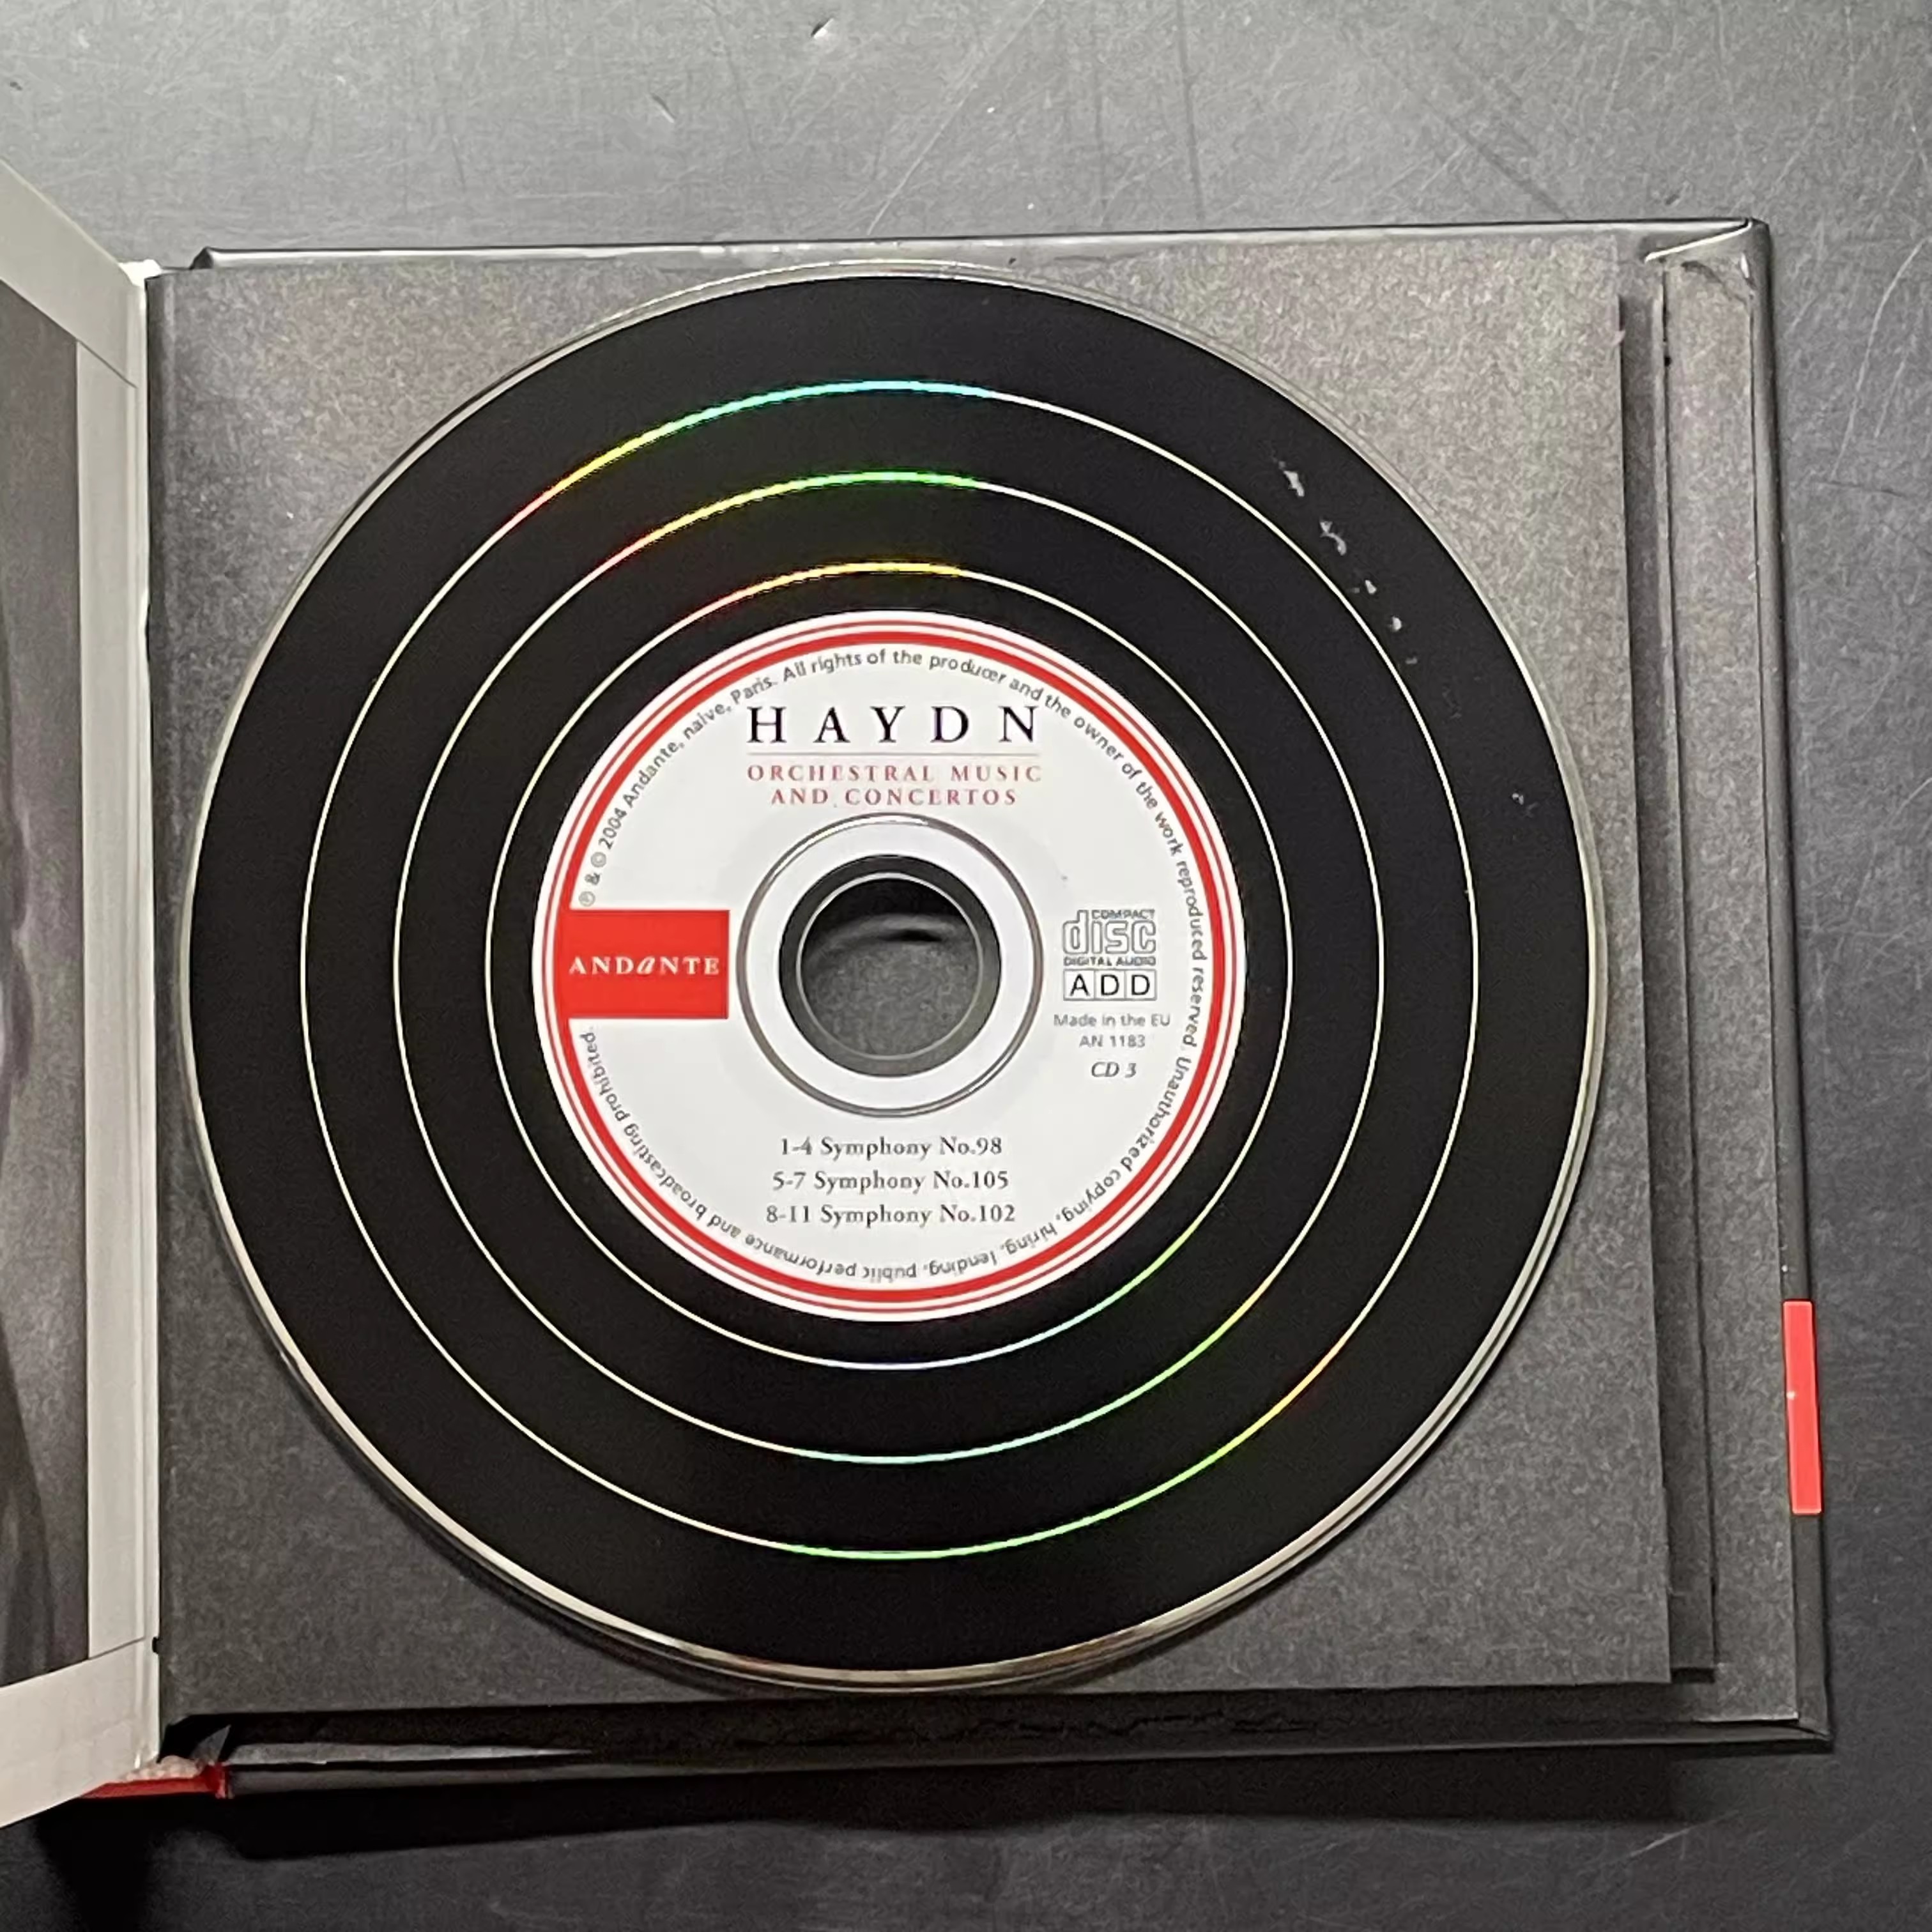 ℗ & © 2004 Andante, naïve, Paris. All rights of the producer and the owner of the work reproduced reserved. Unauthorized copying, hiring, lending, public performance and broadcasting prohibited.
HAYDN
ORCHESTRAL MUSIC
AND CONCERTOS
ANDaNTE
COMPACT
disc
DIGITAL AUDIO
ADD
Made in the EU
AN 1183
CD 3
1-4 Symphony No.98
5-7 Symphony No.105
8-11 Symphony No.102